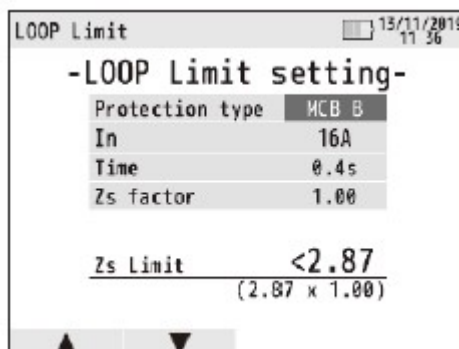 LOOP Limit 13/11/2019
11 36
-LOOP Limit setting-
Protection type MCB B
In 16A
Time 0.4s
Zs factor 1.00
Zs Limit <2.87
(2.87 x 1.00)